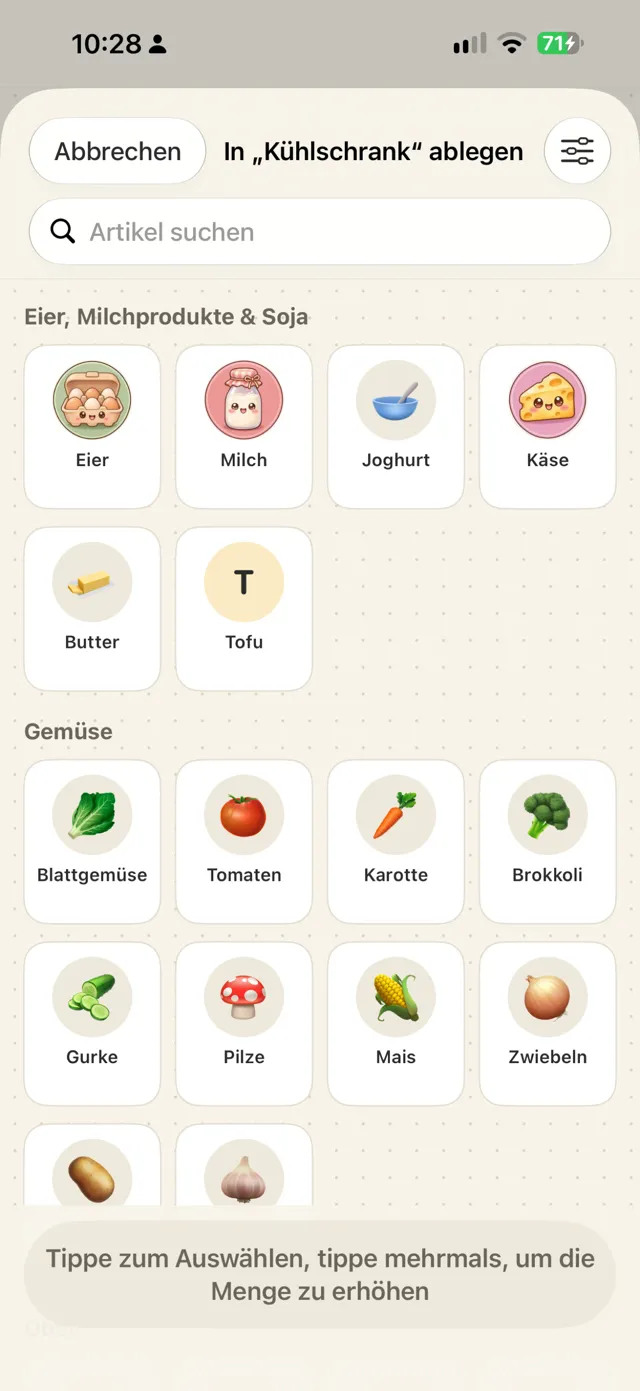 10:28
71
Abbrechen
In „Kühlschrank“ ablegen
Artikel suchen
Eier, Milchprodukte & Soja
Eier
Milch
Joghurt
Käse
Butter
T
Tofu
Gemüse
Blattgemüse
Tomaten
Karotte
Brokkoli
Gurke
Pilze
Mais
Zwiebeln
Tippe zum Auswählen, tippe mehrmals, um die
Menge zu erhöhen